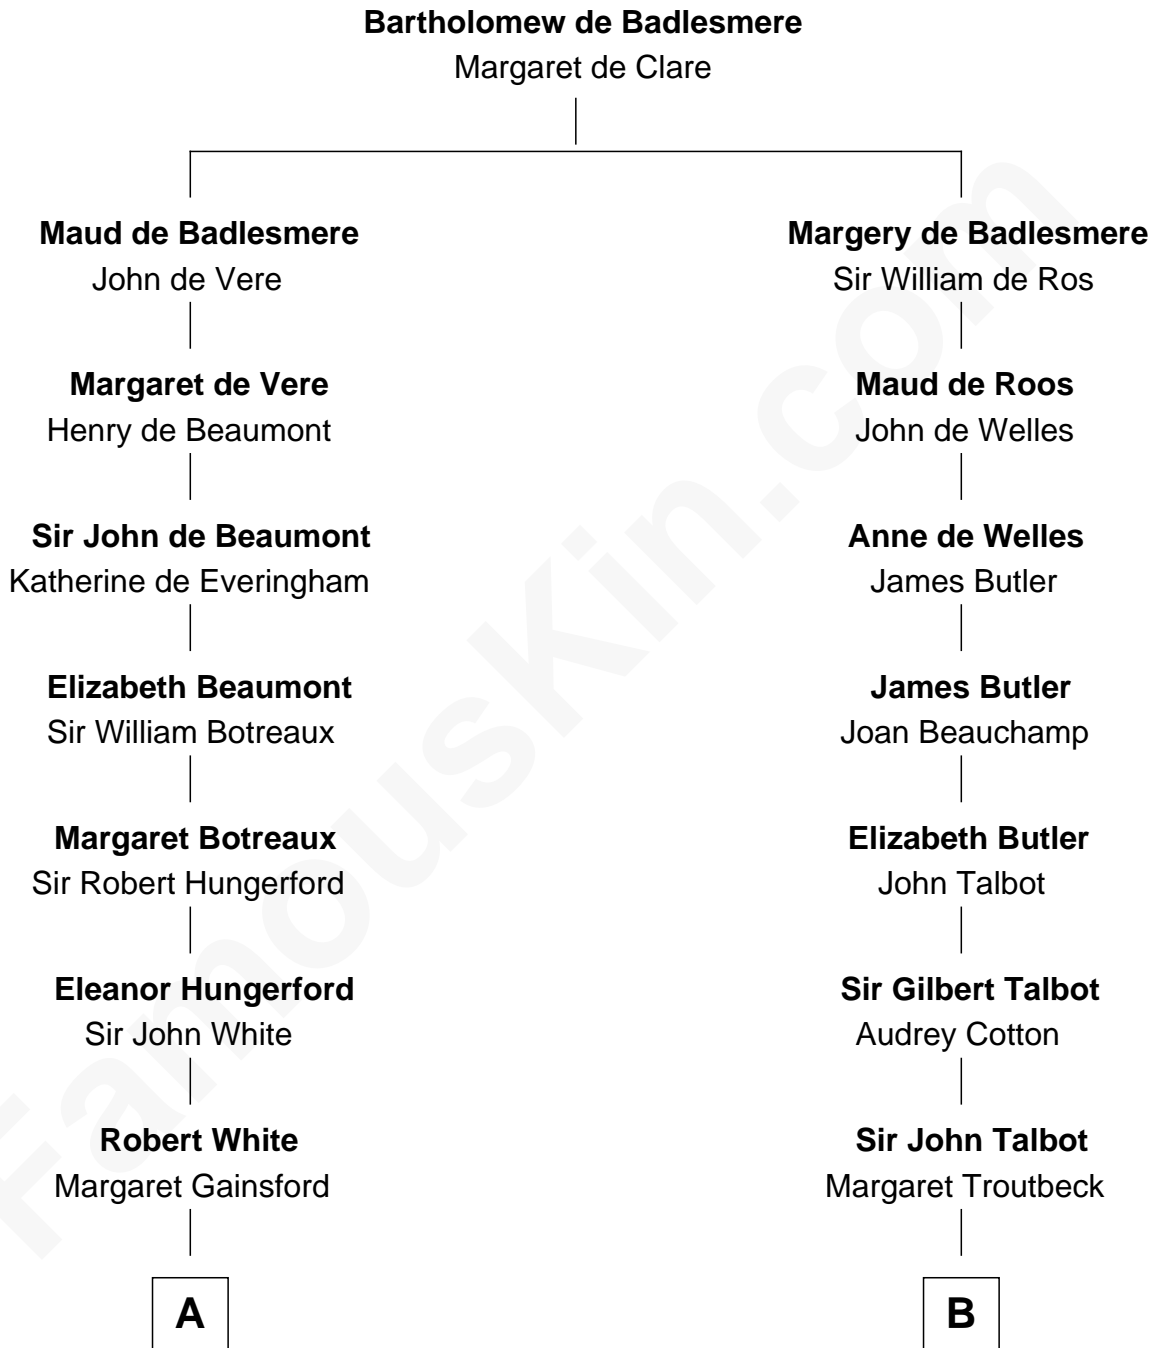 Bartholomew de Badlesmere
Margaret de Clare
Maud de Badlesmere
John de Vere
Margery de Badlesmere
Sir William de Ros
Margaret de Vere
Henry de Beaumont
Maud de Roos
John de Welles
Sir John de Beaumont
Katherine de Everingham
Anne de Welles
James Butler
Elizabeth Beaumont
Sir William Botreaux
James Butler
Joan Beauchamp
Margaret Botreaux
Sir Robert Hungerford
Elizabeth Butler
John Talbot
Eleanor Hungerford
Sir John White
Sir Gilbert Talbot
Audrey Cotton
Robert White
Margaret Gainsford
Sir John Talbot
Margaret Troutbeck
A
B
FamousKin.com